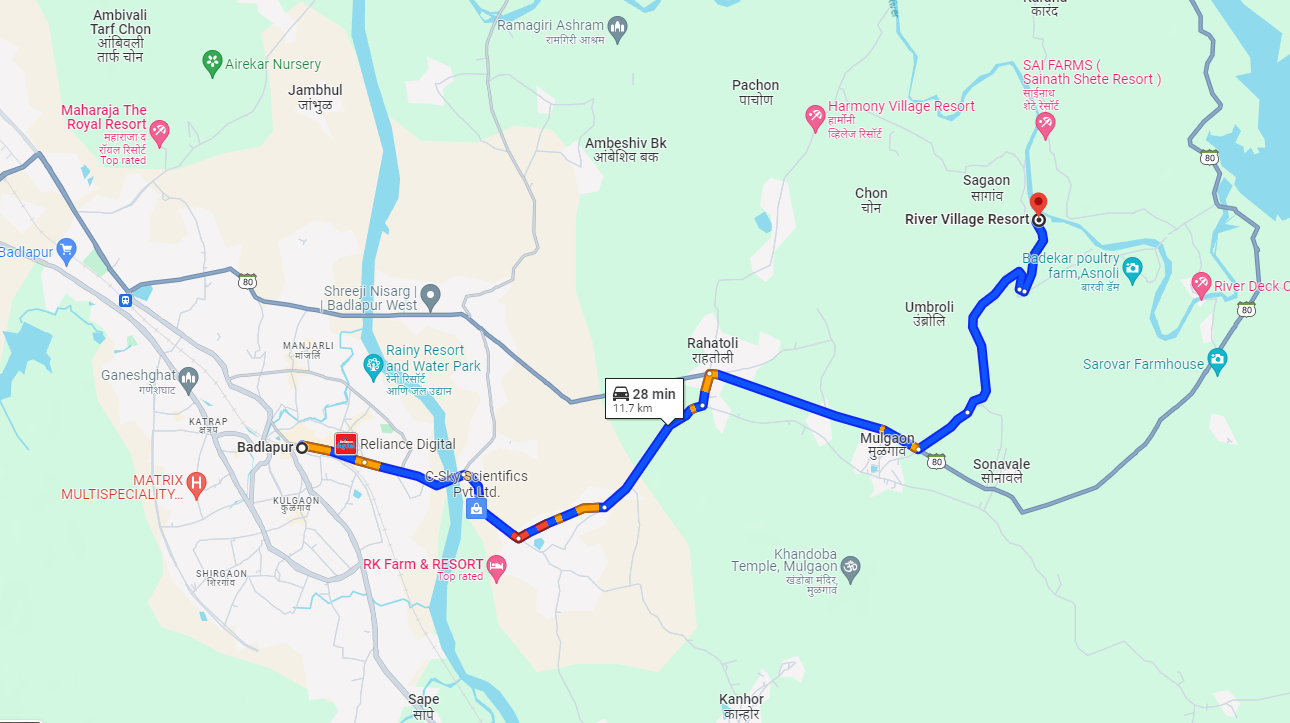 Ambivali
Tarf Chon
आंबिवली
तार्फ चोन
Airekar Nursery
Jambhul
जांभुळ
Maharaja The
Royal Resort
महाराजा द
रॉयल रिसोर्ट
Top rated
Ramagiri Ashram
रामगिरी आश्रम
Ambeshiv Bk
आंबेशिव बक
Pachon
पाचोण
Harmony Village Resort
हार्मोनी
व्हिलेज रिसॉर्ट
कारंद
SAI FARMS (
Sainath Shete Resort )
साईनाथ
शेटे रेसॉर्ट
80
Chon
चोन
Sagaon
सागांव
River Village Resort
Badlapur
80
Shreeji Nisarg |
| Badlapur West
Badekar poultry
farm,Asnoli
बारवी डॅम
River Deck C
80
Umbroli
उंब्रोलि
MANJARLI
मांजर्लि
Rainy Resort
and Water Park
रेनी रिसॉर्ट
आणि जल उद्यान
Rahatoli
राहतोली
Sarovar Farmhouse
Ganeshghat
गणेशघाट
28 min
11.7 km
KATRAP
कत्रप
Badlapur
Reliance Digital
Mulgaon
मुळगाव
80
Sonavale
सोनावले
MATRIX
MULTISPECIALITY...
C-Sky Scientifics
Pvt Ltd.
KULGAON
कुळगाव
RK Farm & RESORT
Top rated
Khandoba
Temple, Mulgaon
खंडोबा मंदिर,
मुळगाव
SHIRGAON
शिरगांव
Sape
सापे
Kanhor
कान्होर